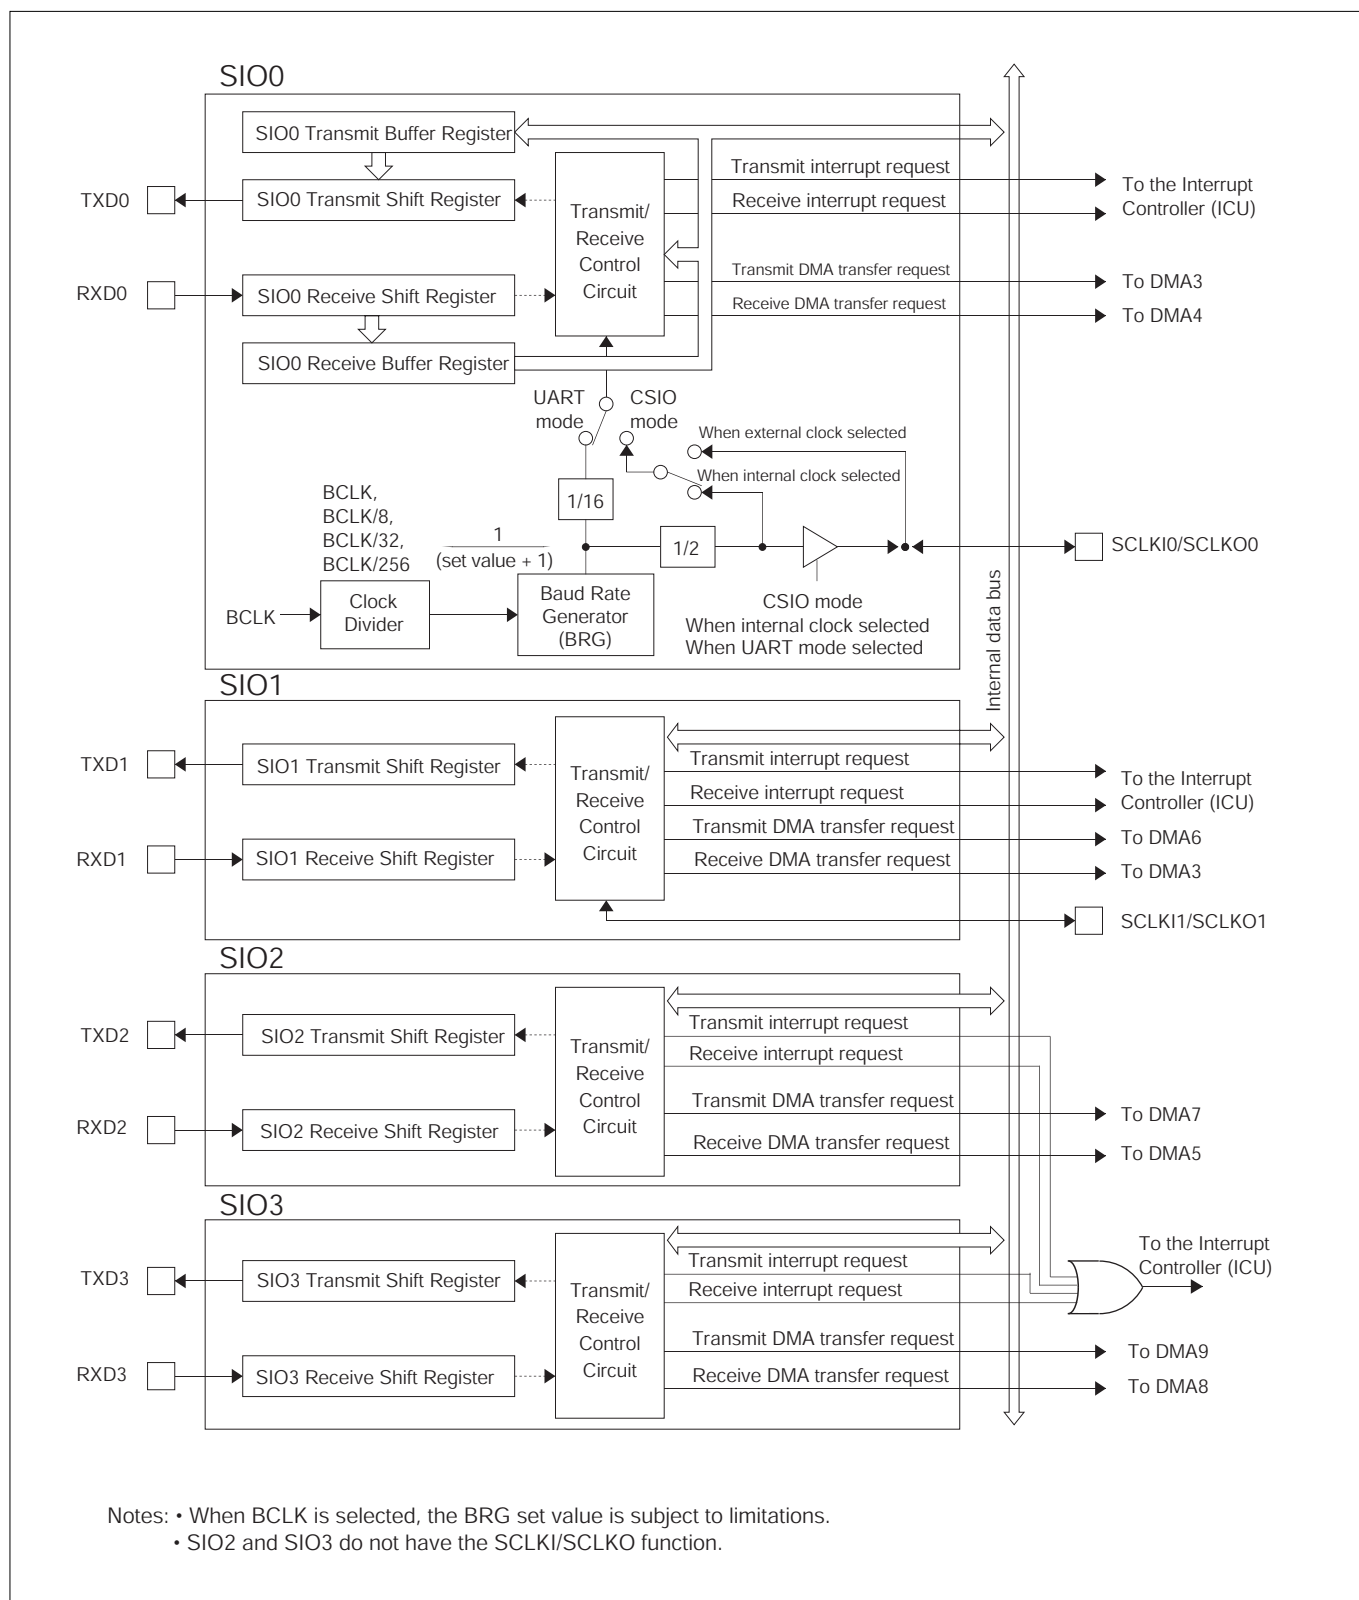 SIO0
SIO0 Transmit Buffer Register
TXD0
SIO0 Transmit Shift Register
RXD0
SIO0 Receive Shift Register
SIO0 Receive Buffer Register
Transmit/
Receive
Control
Circuit
Transmit interrupt request
Receive interrupt request
To the Interrupt
Controller (ICU)
Transmit DMA transfer request
To DMA3
Receive DMA transfer request
To DMA4
UART
mode
CSIO
mode
When external clock selected
When internal clock selected
1/16
BCLK,
BCLK/8,
BCLK/32,
BCLK/256
1
(set value + 1)
1/2
SCLKI0/SCLKO0
BCLK
Clock
Divider
Baud Rate
Generator
(BRG)
CSIO mode
When internal clock selected
When UART mode selected
Internal data bus
SIO1
TXD1
SIO1 Transmit Shift Register
RXD1
SIO1 Receive Shift Register
Transmit/
Receive
Control
Circuit
Transmit interrupt request
Receive interrupt request
To the Interrupt
Controller (ICU)
Transmit DMA transfer request
To DMA6
Receive DMA transfer request
To DMA3
SCLKI1/SCLKO1
SIO2
TXD2
SIO2 Transmit Shift Register
RXD2
SIO2 Receive Shift Register
Transmit/
Receive
Control
Circuit
Transmit interrupt request
Receive interrupt request
Transmit DMA transfer request
To DMA7
Receive DMA transfer request
To DMA5
SIO3
TXD3
SIO3 Transmit Shift Register
RXD3
SIO3 Receive Shift Register
Transmit/
Receive
Control
Circuit
Transmit interrupt request
Receive interrupt request
To the Interrupt
Controller (ICU)
Transmit DMA transfer request
To DMA9
Receive DMA transfer request
To DMA8
Notes: • When BCLK is selected, the BRG set value is subject to limitations.
• SIO2 and SIO3 do not have the SCLKI/SCLKO function.